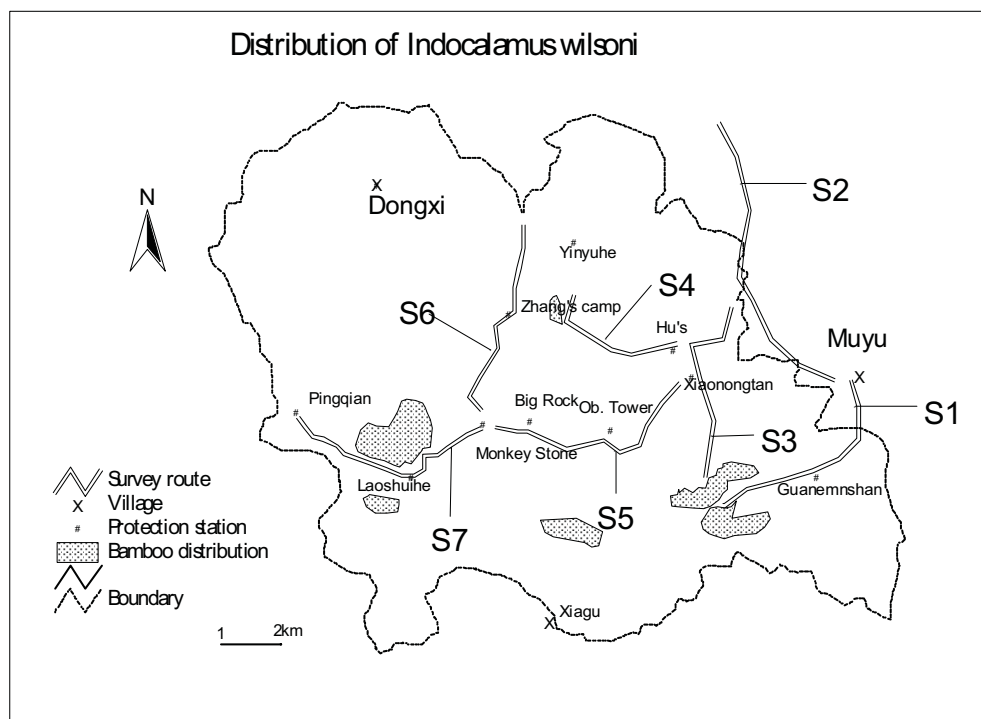 Distribution of Indocalamus wilsoni
N
S2
Dongxi
Yinyuhe
S4
Zhang's camp
S6
Hu's
Muyu
Xiaonongtan
Pingqian
Big Rock
Ob. Tower
S1
S3
Monkey Stone
Laoshuihe
Guanemnshan
S5
S7
Survey route
X Village
# Protection station
Bamboo distribution
Boundary
Xiagu
1 2km